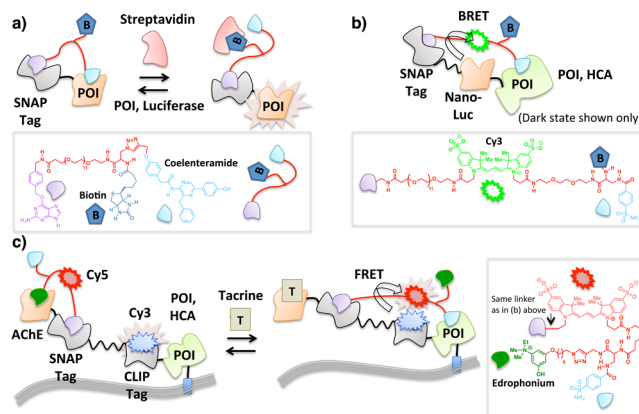 a)
B
Streptavidin
B
SNAP
Tag
POI
POI, Luciferase
POI
Coelenteramide
Biotin
B
B
b)
BRET
B
SNAP
Tag
Nano-
Luc
POI
POI, HCA
(Dark state shown only)
Cy3
B
c)
Cy5
AChE
SNAP
Tag
Cy3
CLIP
Tag
POI,
HCA
POI
Tacrine
T
T
FRET
POI
Same linker
as in (b) above
Edrophonium